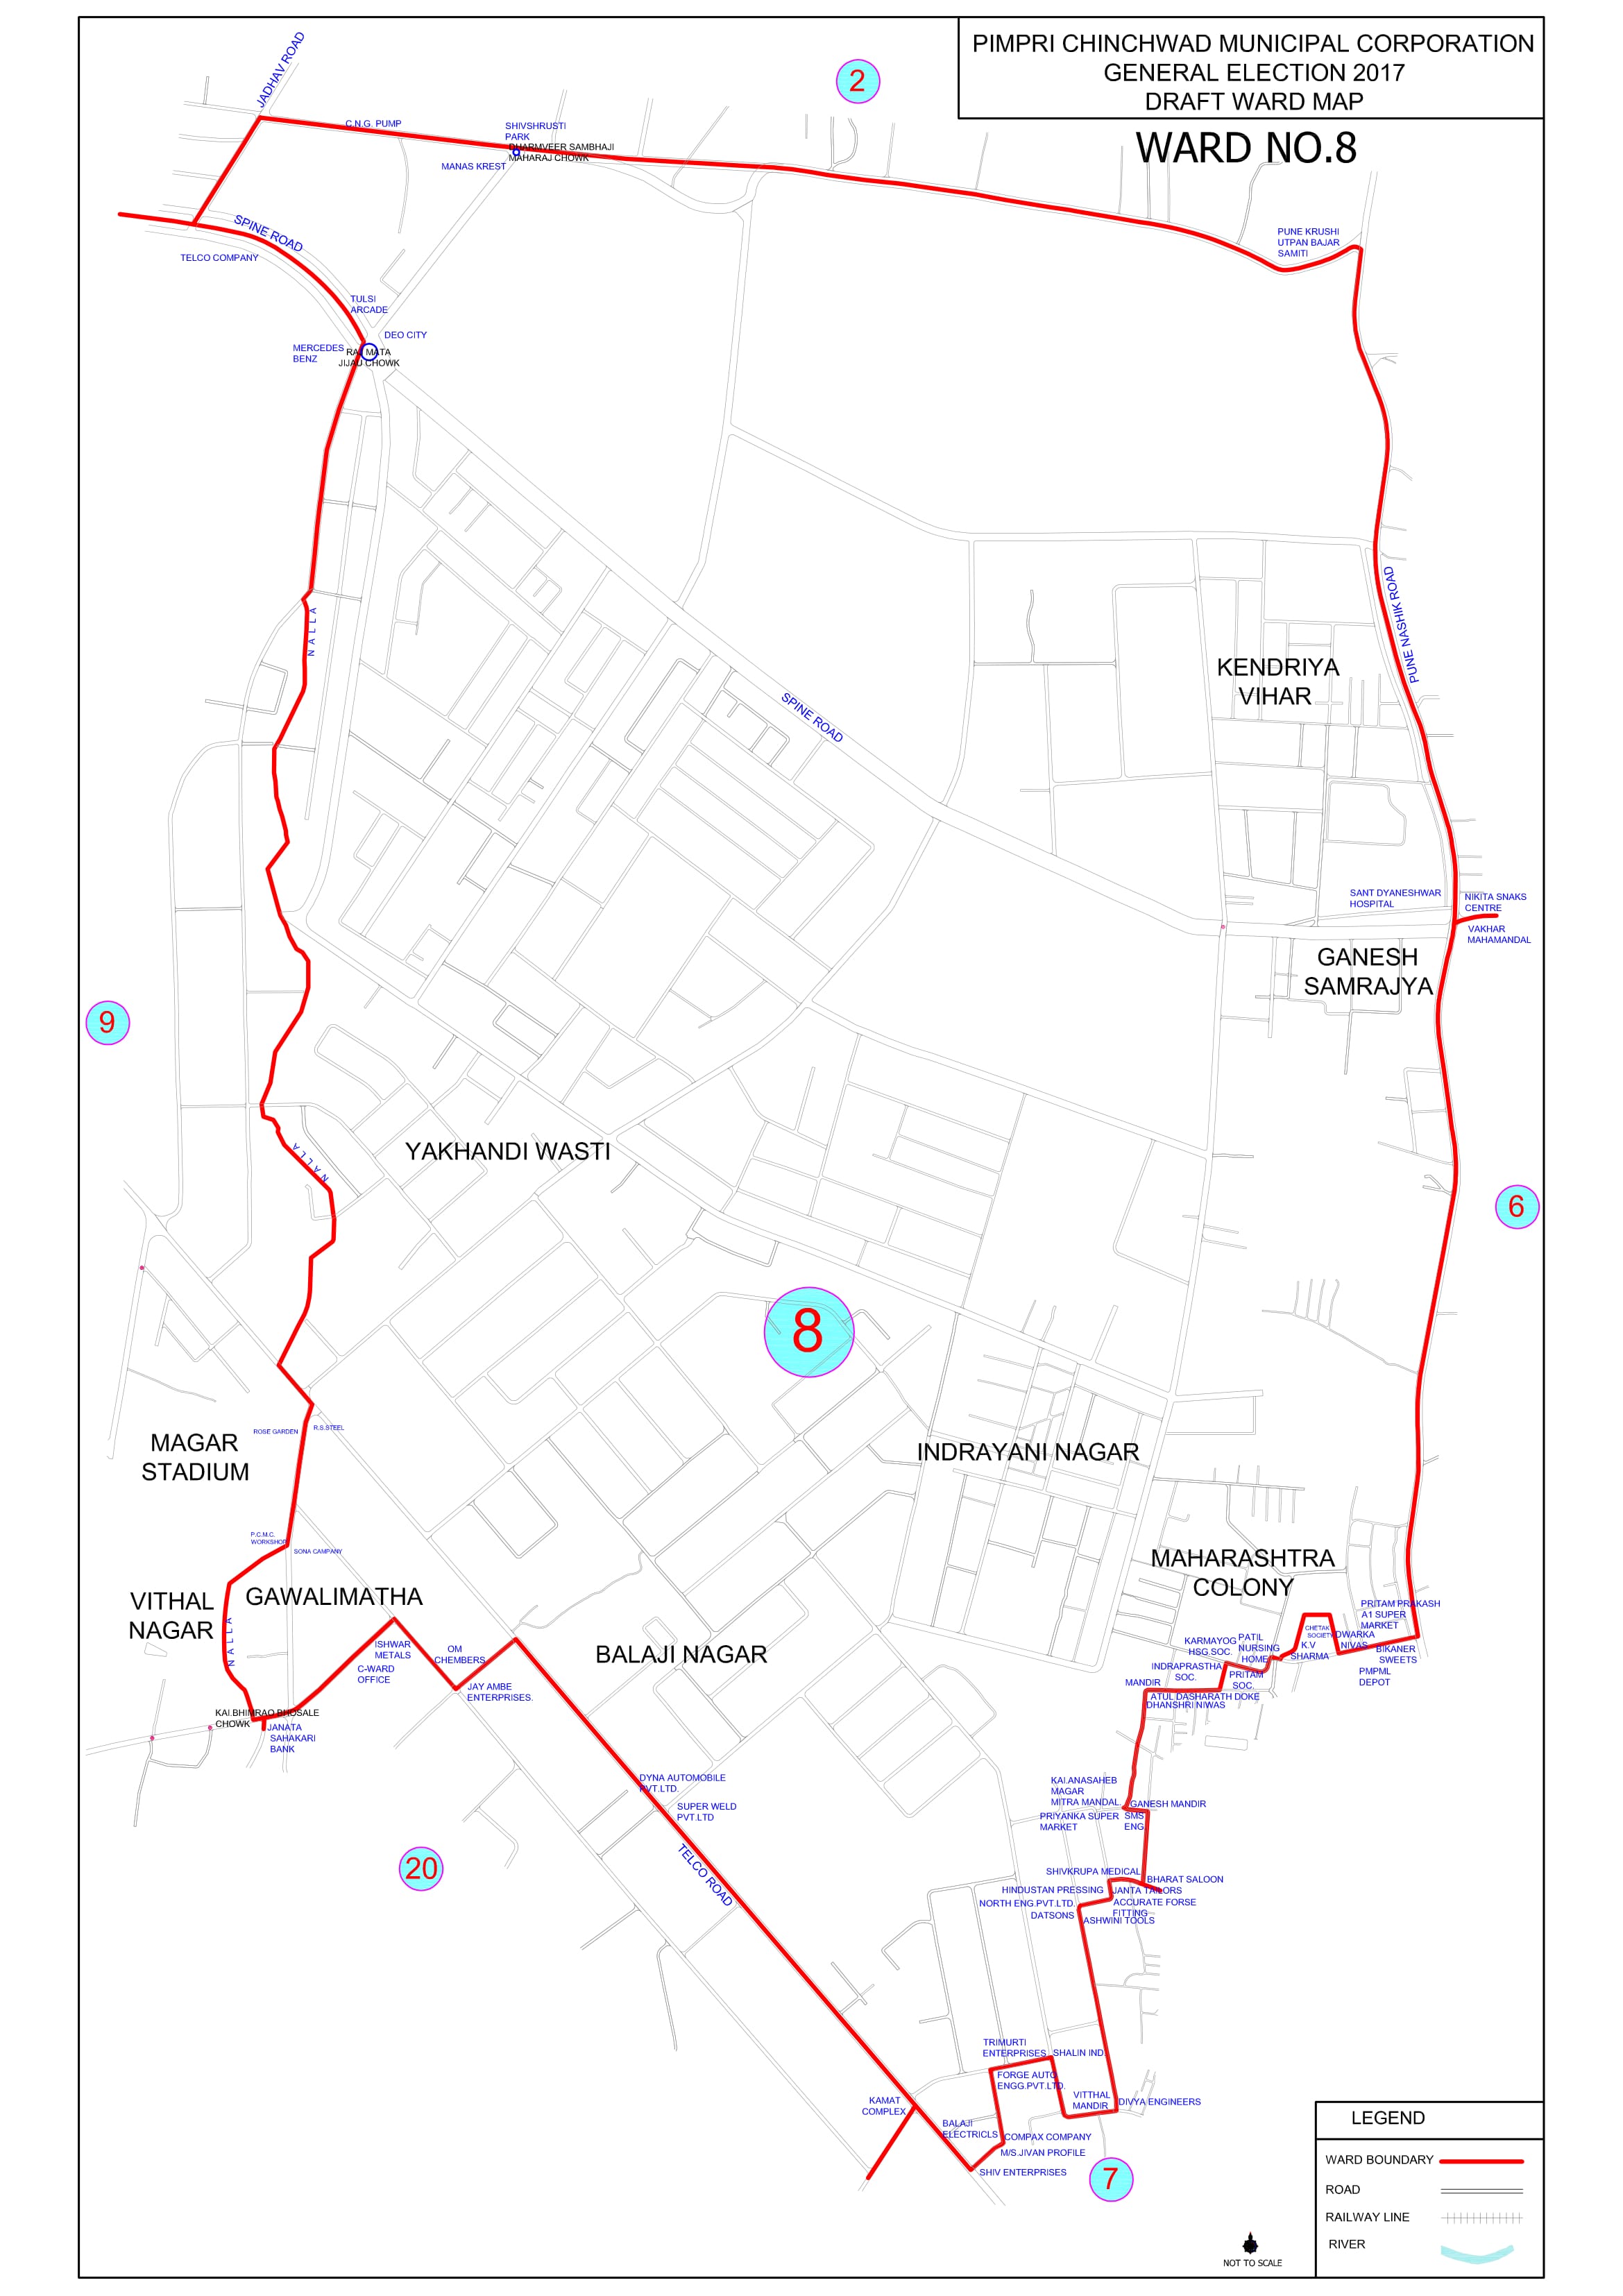 PIMPRI CHINCHWAD MUNICIPAL CORPORATION
GENERAL ELECTION 2017
DRAFT WARD MAP
WARD NO.8
2
JADHAV ROAD
C.N.G. PUMP
SHIVSHRUSTI
PARK
DHARMVEER SAMBHAJI
MAHARAJ CHOWK
MANAS KREST
SPINE ROAD
TELCO COMPANY
PUNE KRUSHI
UTPAN BAJAR
SAMITI
TULSI
ARCADE
DEO CITY
MERCEDES
BENZ
RAJ MATA
JIJAU CHOWK
NALLA
PUNE NASHIK ROAD
KENDRIYA
VIHAR
SPINE ROAD
SANT DYANESHWAR
HOSPITAL
NIKITA SNAKS
CENTRE
VAKHAR
MAHAMANDAL
GANESH
SAMRAJYA
9
NALLA
YAKHANDI WASTI
6
8
MAGAR
STADIUM
ROSE GARDEN
R.S.STEEL
INDRAYANI NAGAR
P.C.M.C.
WORKSHOP
SONA CAMPANY
MAHARASHTRA
COLONY
VITHAL
NAGAR
GAWALIMATHA
NALLA
ISHWAR
METALS
C-WARD
OFFICE
OM
CHEMBERS
JAY AMBE
ENTERPRISES.
BALAJI NAGAR
PRITAM PRAKASH
A1 SUPER
MARKET
CHETAK
SOCIETY
DWARKA
NIVAS
BIKANER
SWEETS
PMPML
DEPOT
K.V
SHARMA
KARMAYOG
HSG.SOC.
PATIL
NURSING
HOME
INDRAPRASTHA
SOC.
PRITAM
SOC.
MANDIR
ATUL DASHARATH DOKE
DHANSHRI NIWAS
KAI.BHIMRAO BHOSALE
CHOWK
JANATA
SAHAKARI
BANK
DYNA AUTOMOBILE
PVT.LTD.
SUPER WELD
PVT.LTD
TELCO ROAD
20
KAI.ANASAHEB
MAGAR
MITRA MANDAL.
GANESH MANDIR
PRIYANKA SUPER
MARKET
SMS
ENG.
SHIVKRUPA MEDICAL
BHARAT SALOON
HINDUSTAN PRESSING
JANTA TAILORS
NORTH ENG.PVT.LTD.
ACCURATE FORSE
FITTING
DATSONS
ASHWINI TOOLS
TRIMURTI
ENTERPRISES
SHALIN IND.
FORGE AUTO
ENGG.PVT.LTD.
VITTHAL
MANDIR
DIVYA ENGINEERS
KAMAT
COMPLEX
BALAJI
ELECTRICLS
COMPAX COMPANY
M/S.JIVAN PROFILE
SHIV ENTERPRISES
7
NOT TO SCALE
LEGEND
WARD BOUNDARY
ROAD
RAILWAY LINE
RIVER